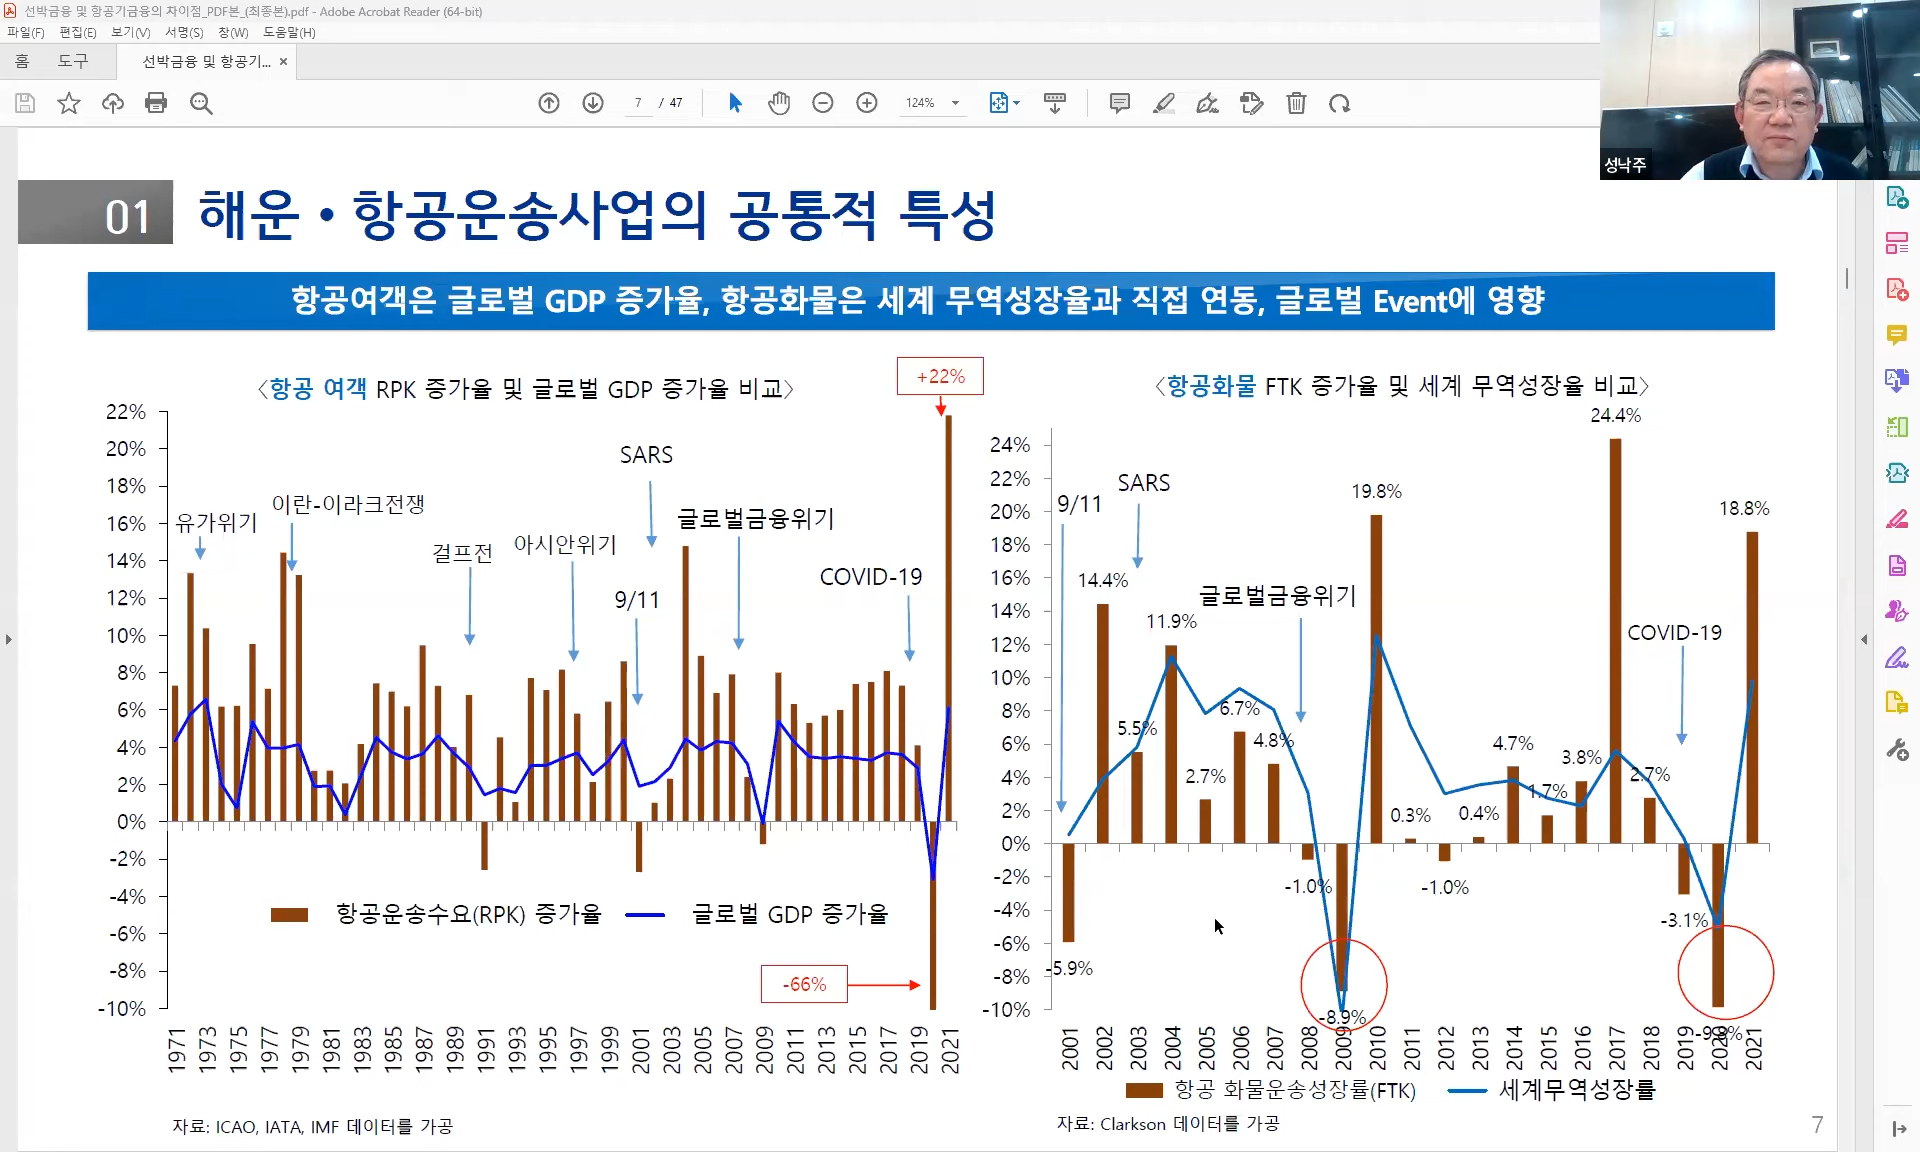 선박금융 및 항공기금융의 차이점_PDF본_(최종본).pdf - Adobe Acrobat Reader (64-bit)
파일(F) 편집(E) 보기(V) 서명(S) 창(W) 도움말(H)
홈 도구 선박금융 및 항공기... ×
7 / 47 124%
성낙주
01 해운•항공운송사업의 공통적 특성
항공여객은 글로벌 GDP 증가율, 항공화물은 세계 무역성장율과 직접 연동, 글로벌 Event에 영향
<항공 여객 RPK 증가율 및 글로벌 GDP 증가율 비교>
+22%
22%
20%
18%
16%
14%
12%
10%
8%
6%
4%
2%
0%
-2%
-4%
-6%
-8%
-10%
유가위기
이란-이라크전쟁
걸프전
아시안위기
9/11
SARS
글로벌금융위기
COVID-19
항공운송수요(RPK) 증가율 글로벌 GDP 증가율
-66%
1971 1973 1975 1977 1979 1981 1983 1985 1987 1989 1991 1993 1995 1997 1999 2001 2003 2005 2007 2009 2011 2013 2015 2017 2019 2021
자료: ICAO, IATA, IMF 데이터를 가공
<항공화물 FTK 증가율 및 세계 무역성장율 비교>
24%
22%
20%
18%
16%
14%
12%
10%
8%
6%
4%
2%
0%
-2%
-4%
-6%
-8%
-10%
9/11
SARS
글로벌금융위기
COVID-19
-5.9%
14.4%
5.5%
11.9%
2.7%
6.7%
4.8%
-1.0%
-8.9%
19.8%
0.3%
-1.0%
0.4%
4.7%
1.7%
3.8%
24.4%
2.7%
-3.1%
18.8%
2001 2002 2003 2004 2005 2006 2007 2008 2009 2010 2011 2012 2013 2014 2015 2016 2017 2018 2019 2020 2021
항공 화물운송성장률(FTK) 세계무역성장률
자료: Clarkson 데이터를 가공
7